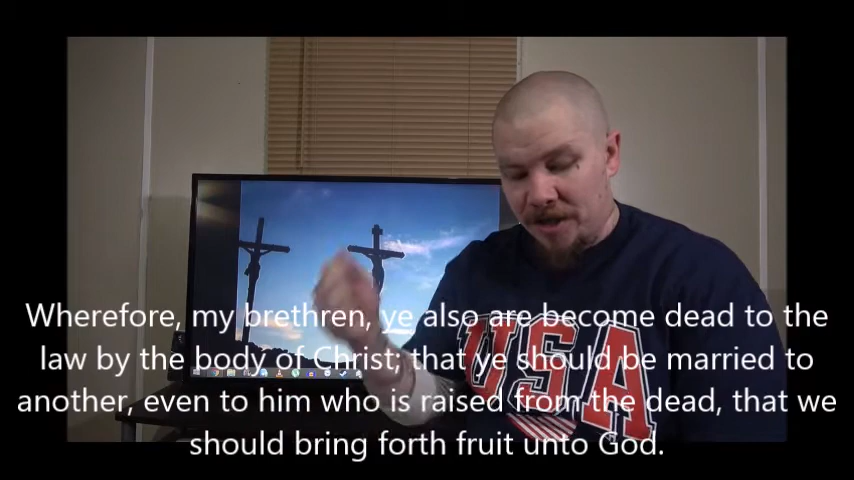 Wherefore, my brethren, ye also are become dead to the
law by the body of Christ; that ye should be married to
another, even to him who is raised from the dead, that we
should bring forth fruit unto God.
USA